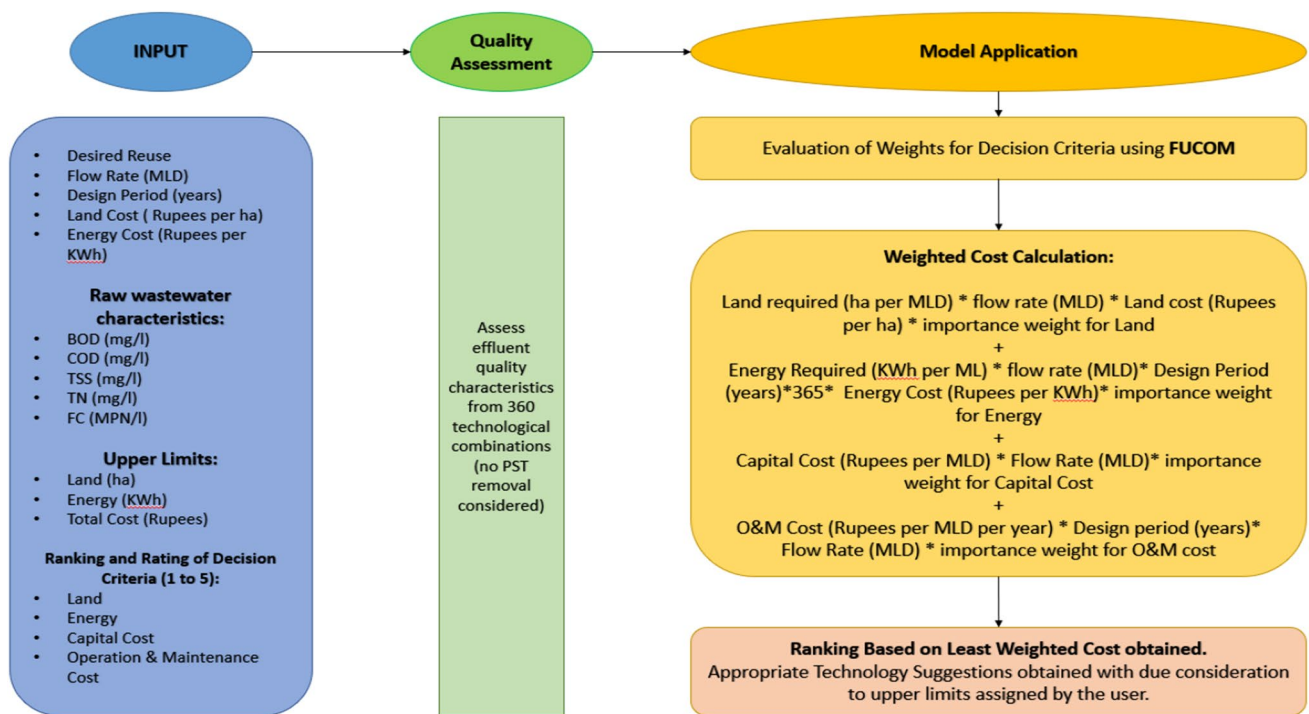 INPUT
Quality
Assessment
Model Application
• Desired Reuse
• Flow Rate (MLD)
• Design Period (years)
• Land Cost ( Rupees per ha)
• Energy Cost (Rupees per
KWh)
Raw wastewater
characteristics:
• BOD (mg/l)
• COD (mg/l)
• TSS (mg/l)
• TN (mg/l)
• FC (MPN/l)
Upper Limits:
• Land (ha)
• Energy (KWh)
• Total Cost (Rupees)
Ranking and Rating of Decision
Criteria (1 to 5):
• Land
• Energy
• Capital Cost
• Operation & Maintenance
Cost
Assess
effluent
quality
characteristics
from 360
technological
combinations
(no PST
removal
considered)
Evaluation of Weights for Decision Criteria using FUCOM
Weighted Cost Calculation:
Land required (ha per MLD) * flow rate (MLD) * Land cost (Rupees
per ha) * importance weight for Land
+
Energy Required (KWh per ML) * flow rate (MLD)* Design Period
(years)*365* Energy Cost (Rupees per KWh)* importance weight
for Energy
+
Capital Cost (Rupees per MLD) * Flow Rate (MLD)* importance
weight for Capital Cost
+
O&M Cost (Rupees per MLD per year) * Design period (years)*
Flow Rate (MLD) * importance weight for O&M cost
Ranking Based on Least Weighted Cost obtained.
Appropriate Technology Suggestions obtained with due consideration
to upper limits assigned by the user.